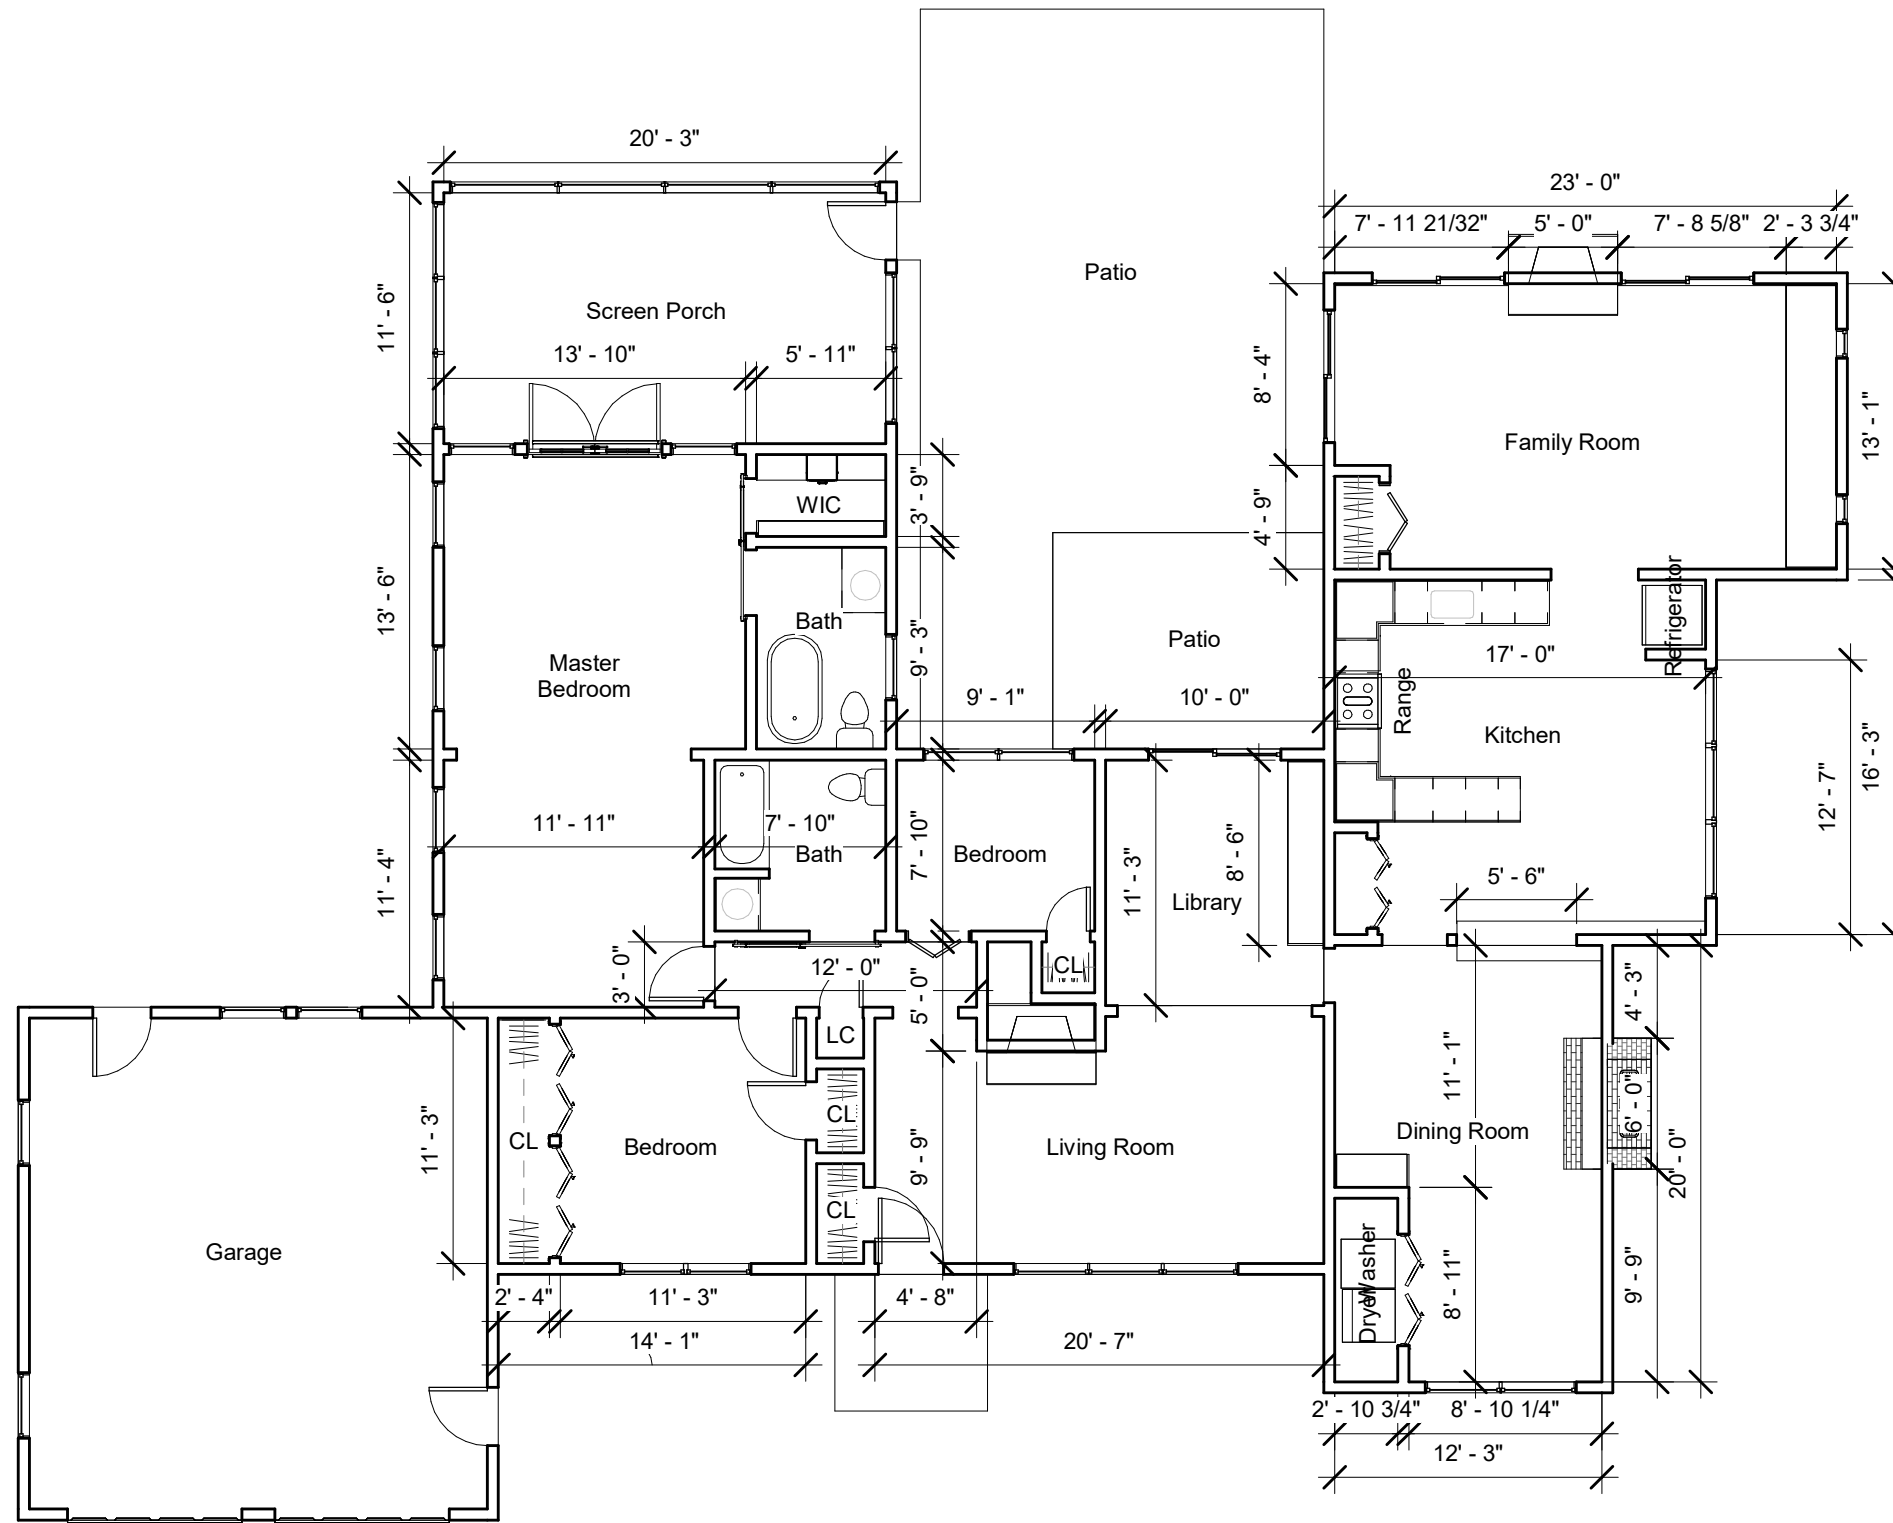 20' - 3"
23' - 0"
7' - 11 21/32"
5' - 0"
7' - 8 5/8"
2' - 3 3/4"
Patio
11' - 6"
Screen Porch
13' - 10"
5' - 11"
8' - 4"
Family Room
13' - 1"
WIC
3' - 9"
4' - 9"
13' - 6"
Bath
9' - 3"
Master
Bedroom
Patio
Refrigerator
17' - 0"
9' - 1"
10' - 0"
Range
Kitchen
16' - 3"
12' - 7"
11' - 11"
7' - 10"
Bath
7' - 10"
Bedroom
11' - 3"
8' - 6"
Library
5' - 6"
11' - 4"
3' - 0"
12' - 0"
5' - 0"
CL
4' - 3"
LC
11' - 1"
6' - 0"
11' - 3"
CL
Bedroom
CL
CL
9' - 9"
Living Room
Dining Room
20' - 0"
Garage
Washer
Dryer
8' - 11"
9' - 9"
2' - 4"
11' - 3"
4' - 8"
14' - 1"
20' - 7"
2' - 10 3/4"
8' - 10 1/4"
12' - 3"